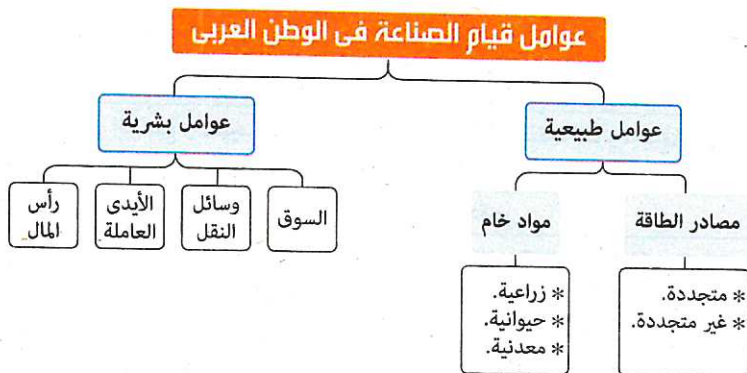 عوامل قيام الصناعة فى الوطن العربى
عوامل طبيعية
عوامل بشرية
مصادر الطاقة
مواد خام
السوق
وسائل
النقل
الأيدى
العاملة
رأس
المال
* متجددة.
* غير متجددة.
* زراعية.
* حيوانية.
* معدنية.